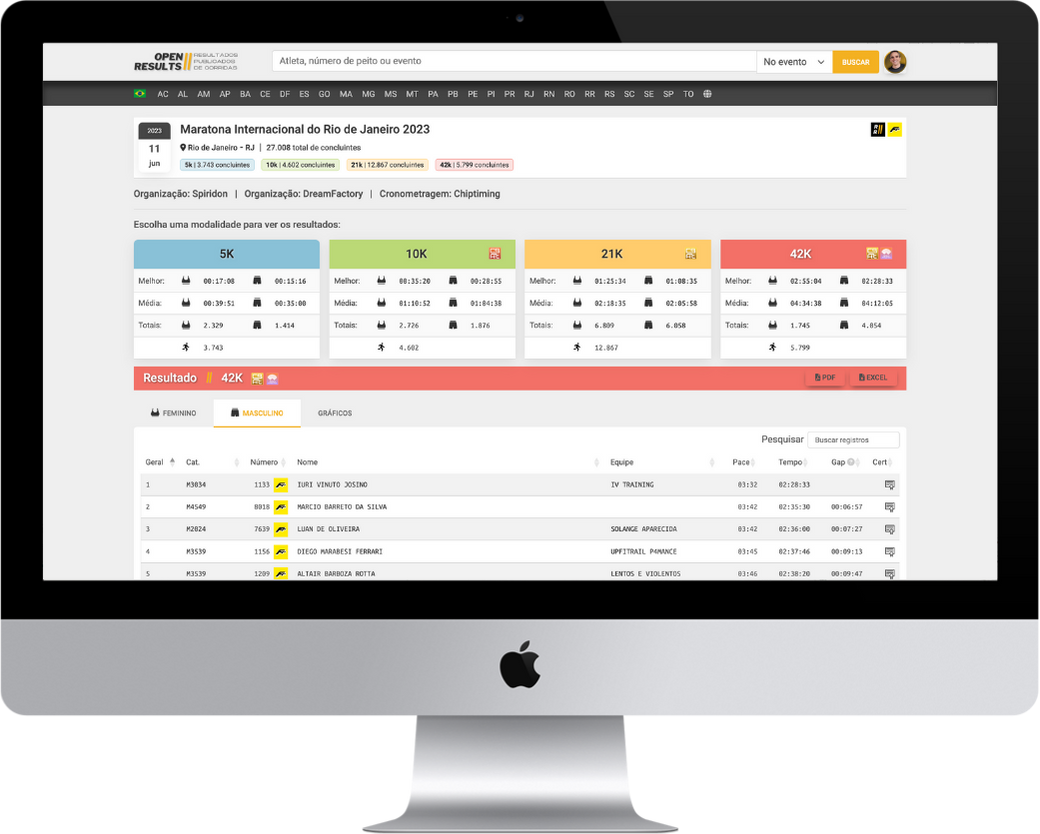 OPEN RESULTS RESULTADOS PUBLICADOS DE CORRIDAS
Atleta, número de peito ou evento No evento BUSCAR
AC AL AM AP BA CE DF ES GO MA MG MS MT PA PB PE PI PR RJ RN RO RR RS SC SE SP TO
2023 11 jun
Maratona Internacional do Rio de Janeiro 2023
Rio de Janeiro - RJ | 27.008 total de concluintes
5k | 3.743 concluintes 10k | 4.602 concluintes 21k | 12.867 concluintes 42k | 5.799 concluintes
Organização: Spiridon | Organização: DreamFactory | Cronometragem: Chiptiming
Escolha uma modalidade para ver os resultados:
5K 10K 21K 42K
Melhor: 00:17:08 00:15:16 Melhor: 00:35:20 00:28:55 Melhor: 01:25:34 01:08:35 Melhor: 02:55:04 02:28:33
Média: 00:39:51 00:35:00 Média: 01:10:52 01:04:38 Média: 02:18:35 02:05:58 Média: 04:34:38 04:12:05
Totais: 2.329 1.414 Totais: 2.726 1.876 Totais: 6.809 6.058 Totais: 1.745 4.054
3.743 4.602 12.867 5.799
Resultado // 42K PDF EXCEL
FEMININO MASCULINO GRÁFICOS
Pesquisar Buscar registros
Geral Cat. Número Nome Equipe Pace Tempo Gap Cert
1 M3034 1133 IURI VINUTO JOSINO IV TRAINING 03:32 02:28:33
2 M4549 8018 MARCIO BARRETO DA SILVA 03:42 02:35:30 00:06:57
3 M2024 7639 LUAN DE OLIVEIRA SOLANGE APARECIDA 03:42 02:36:00 00:07:27
4 M3539 1156 DIEGO MARABESI FERRARI UPFITRAIL P4MANCE 03:45 02:37:46 00:09:13
5 M3539 1209 ALTAIR BARBOZA ROTTA LENTOS E VIOLENTOS 03:46 02:38:20 00:09:47